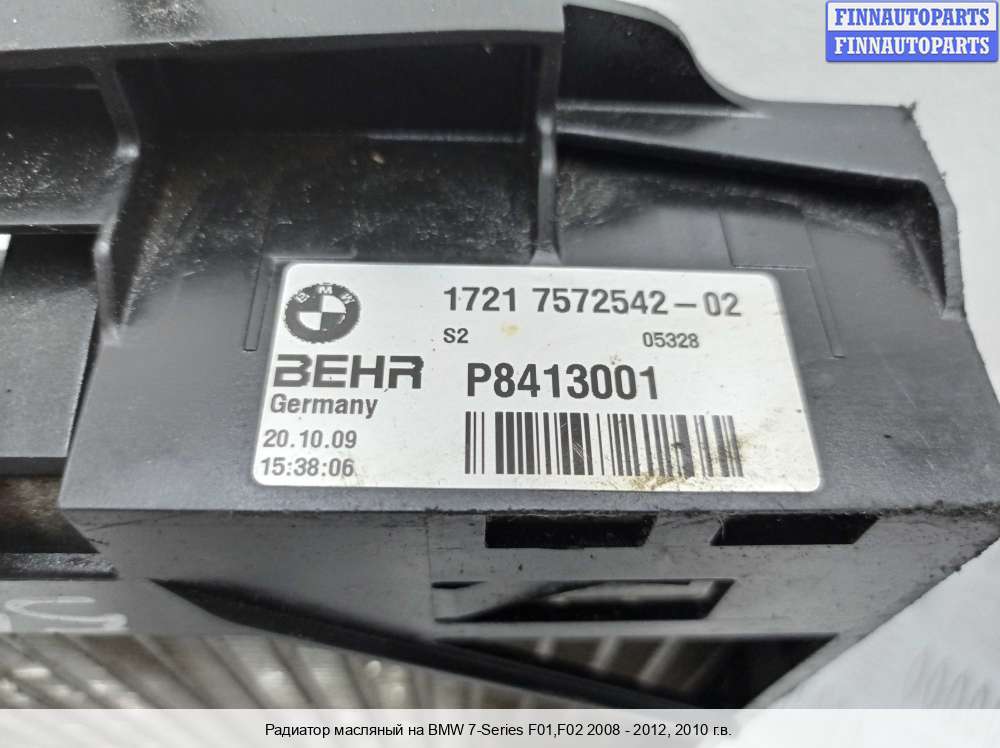 FINNAUTOPARTS
FINNAUTOPARTS
BMW
1721 7572542-02
S2 05328
BEHR P8413001
Germany
20.10.09
15:38:06
Радиатор масляный на BMW 7-Series F01,F02 2008 - 2012, 2010 г.в.